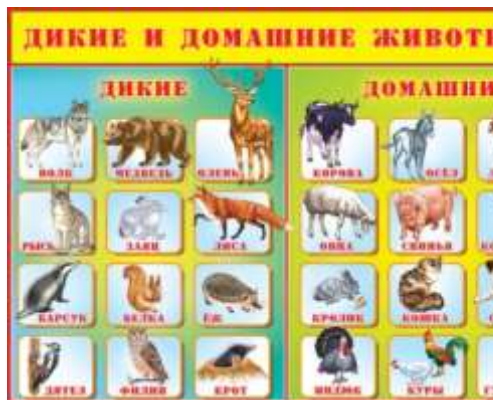 ДИКИЕ И ДОМАШНИЕ ЖИВОТН
ДИКИЕ
ДОМАШНИ
ВОЛК МЕДВЕДЬ ОЛЕНЬ
КОРОВА ОСЁЛ
РЫСЬ ЗАЯЦ ЛИСА
ОВЦА СВИНЬЯ
БАРСУК БЕЛКА ЁЖ
КРОЛИК КОШКА
ДЯТЕЛ ФИЛИН КРОТ
ИНДЮК КУРЫ